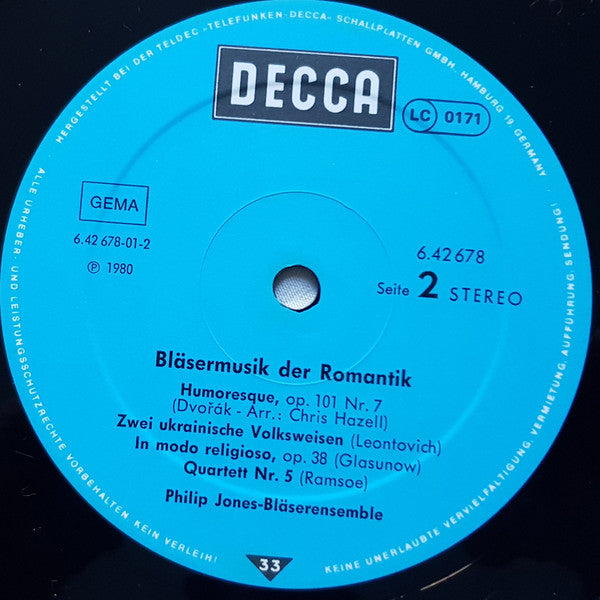 HERGESTELLT BEI DER TELDEC »TELEFUNKEN-DECCA« SCHALLPLATTEN GMBH, HAMBURG 19 GERMANY
DECCA
LC 0171
GEMA
6.42 678-01-2
℗ 1980
6.42678
Seite 2 STEREO
Bläsermusik der Romantik
Humoresque, op. 101 Nr. 7
(Dvořák - Arr.: Chris Hazell)
Zwei ukrainische Volksweisen (Leontovich)
In modo religioso, op. 38 (Glasunow)
Quartett Nr. 5 (Ramsoe)
Philip Jones-Bläserensemble
33
ALLE URHEBER- UND LEISTUNGSSCHUTZRECHTE VORBEHALTEN KEIN VERLEIH!
KEINE UNERLAUBTE VERVIELFÄLTIGUNG, VERMIETUNG, AUFFÜHRUNG, SENDUNG!